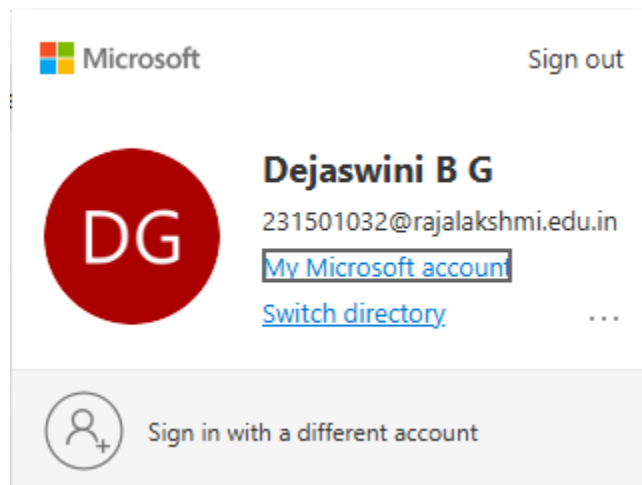 Microsoft Sign out
DG
Dejaswini B G
231501032@rajalakshmi.edu.in
My Microsoft account
Switch directory ...
Sign in with a different account